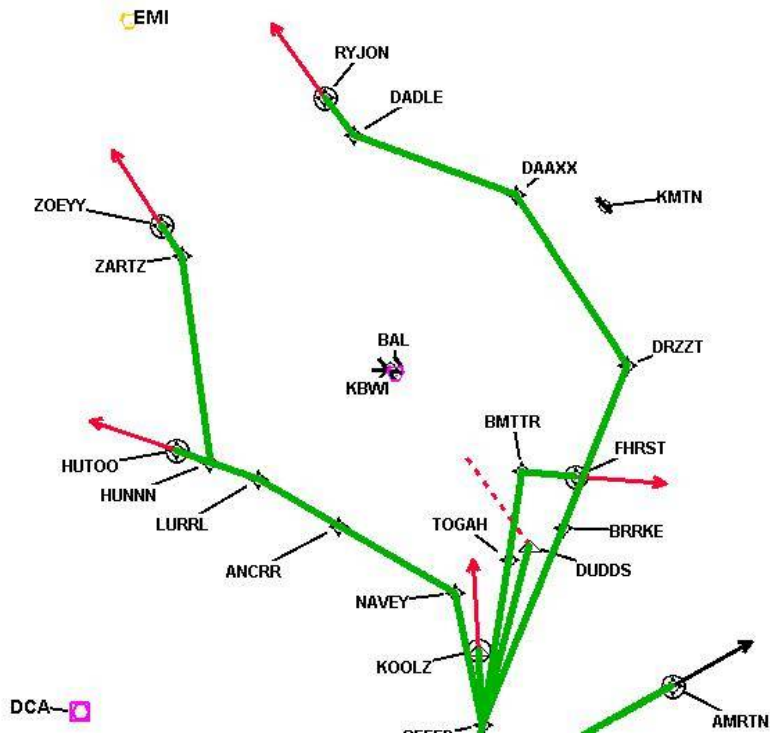 EMI
RYJON
DADLE
DAAXX
KMTN
ZOEYY
ZARTZ
BAL
KBWI
DRZZT
BMTTR
FHRST
HUTOO
HUNNN
LURRL
TOGAH
BRRKE
ANCRR
DUDDS
NAVEY
KOOLZ
DCA
AMRTN